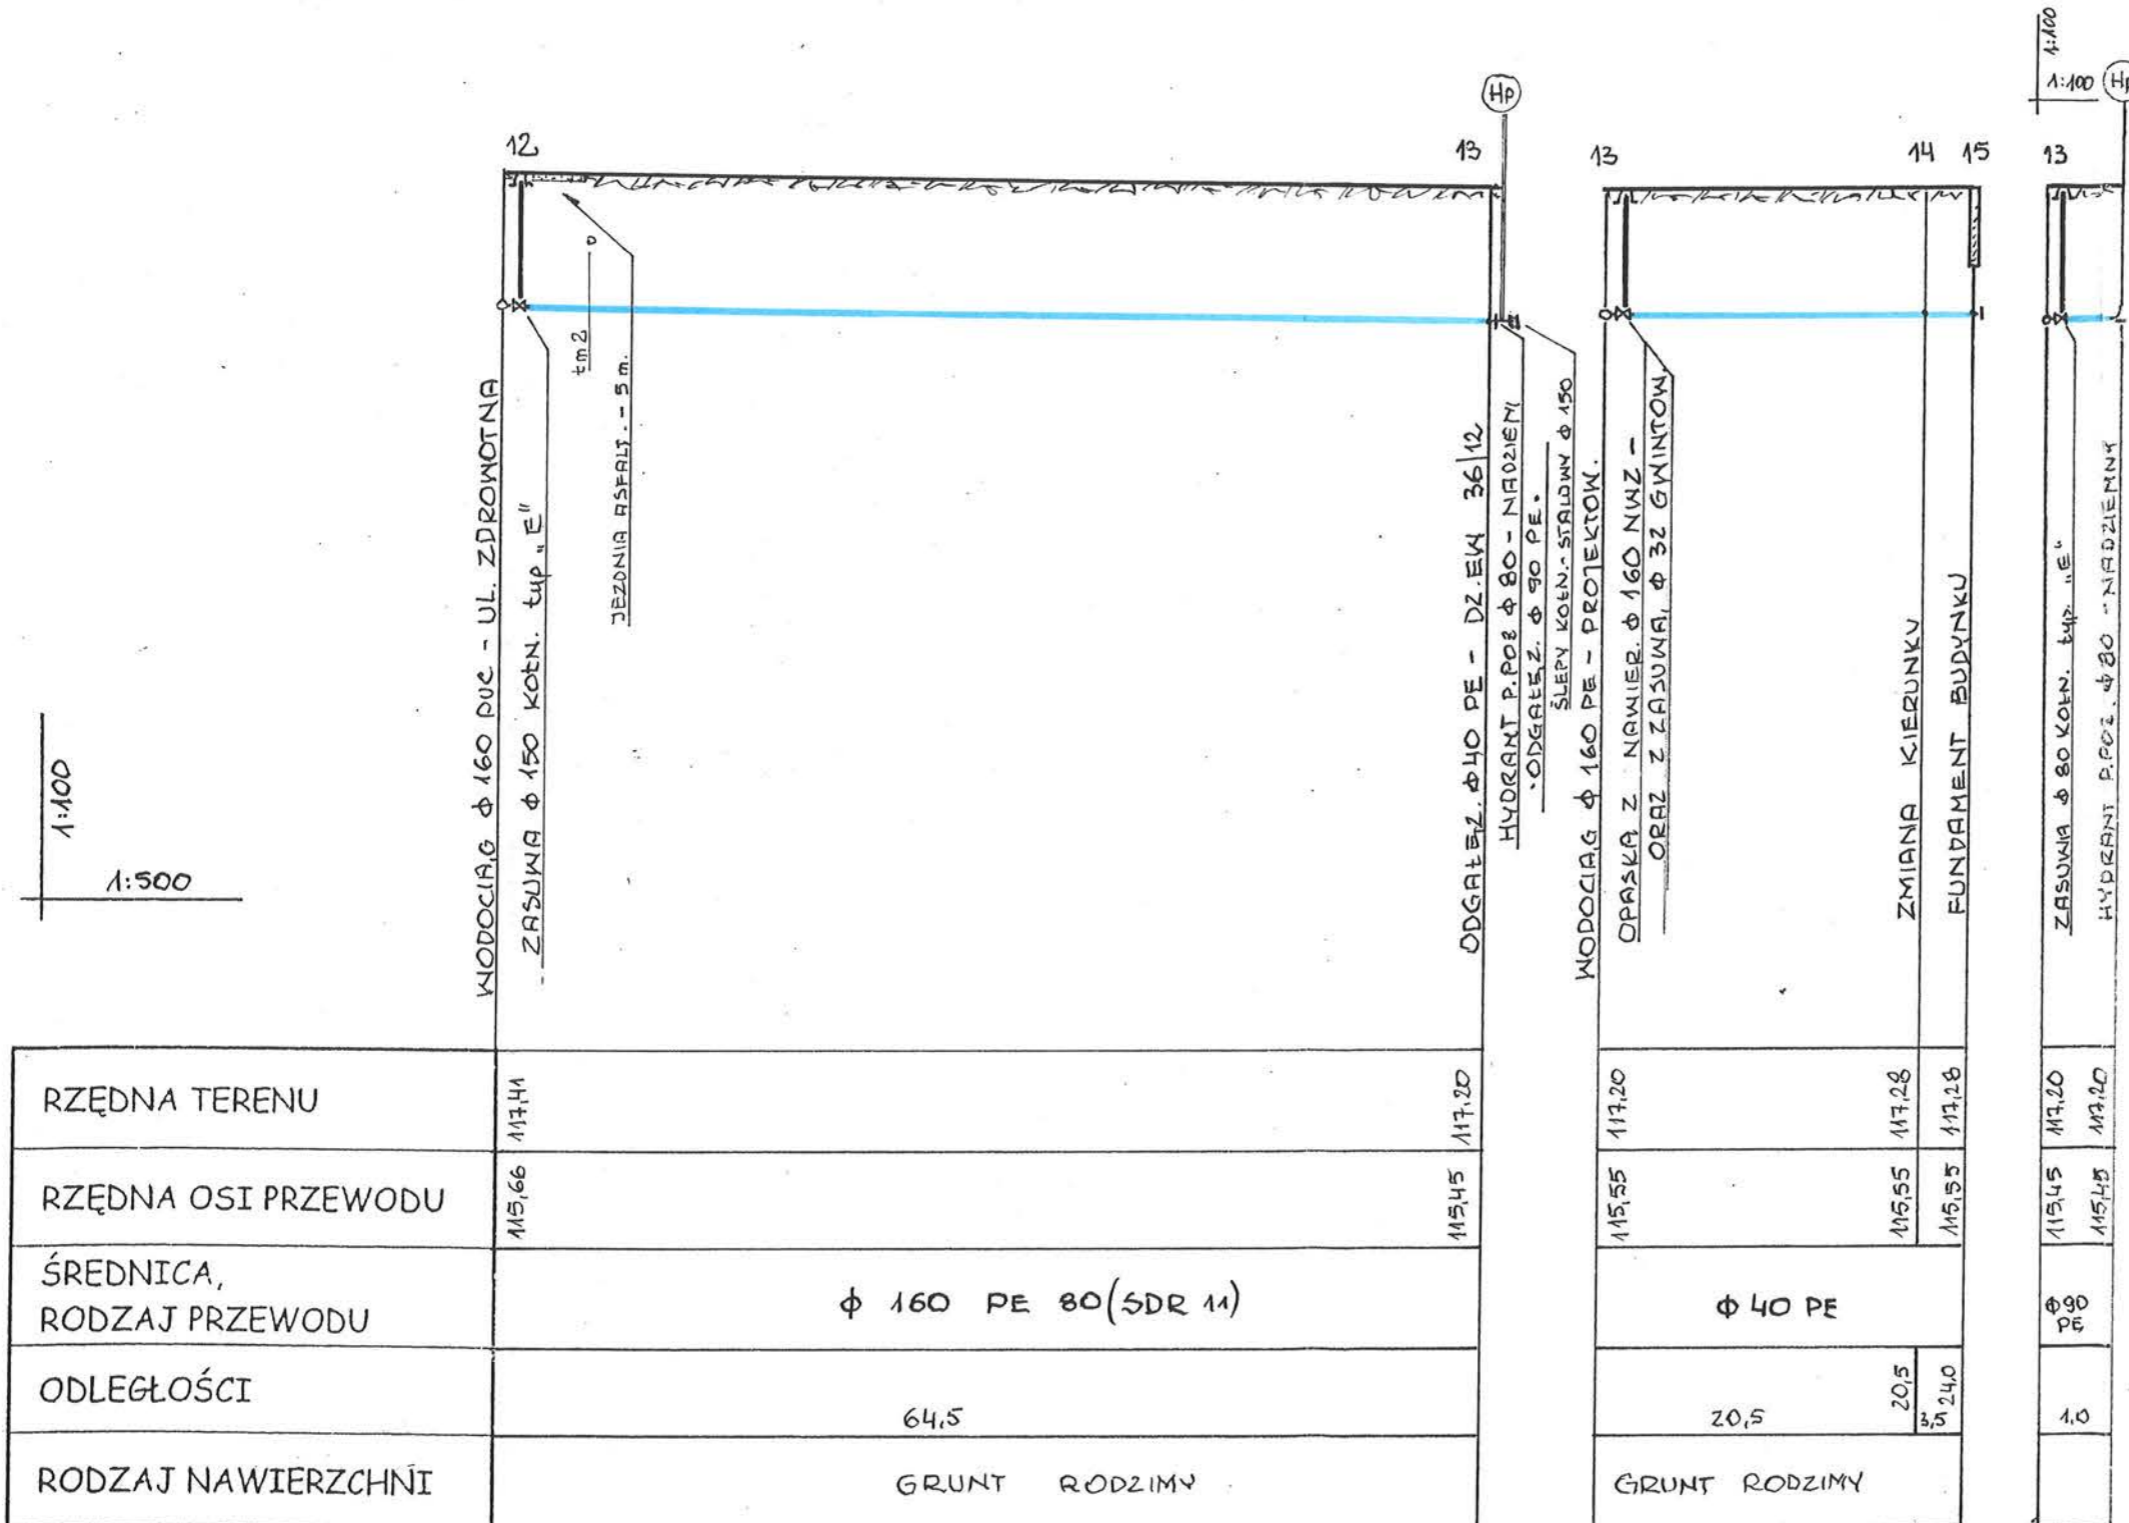 1:100
1:100
Hp
Hp
12
13
13
14
15
13
WODOCIĄG ϕ 160 PVC - UL. ZDROWOTNA
- ZASUWA ϕ 150 KOŁN. typ "E"
tm2
JEZDNIA ASFALT. - 5 m.
ODGAŁĘZ. ϕ40 PE - DZ.EW 36/12
HYDRANT P.POŻ ϕ 80 - NADZIEM
- ODGAŁĘZ. ϕ 90 PE.
ŚLEPY KOŁN.-STALOWY ϕ 150
WODOCIĄG ϕ 160 PE - PROJEKTOW.
OPASKA Z NAWIER. ϕ 160 NWZ -
ORAZ Z ZASUWĄ, ϕ 32 GWINTOW.
ZMIANA KIERUNKU
FUNDAMENT BUDYNKU
ZASUWA ϕ 80 KOŁN. typ. "E"
HYDRANT P.POŻ. ϕ 80 - NADZIEMNY
1:100
1:500
RZĘDNA TERENU 117,41 117,20 117,20 117,28 117,28 117,20 117,20
RZĘDNA OSI PRZEWODU 115,66 115,45 115,55 115,55 115,55 115,45 115,45
ŚREDNICA,
RODZAJ PRZEWODU ϕ 160 PE 80 (SDR 11) ϕ 40 PE ϕ90
PE
ODLEGŁOŚCI 64,5 20,5 20,5 3,5 24,0 1,0
RODZAJ NAWIERZCHNI GRUNT RODZIMY GRUNT RODZIMY